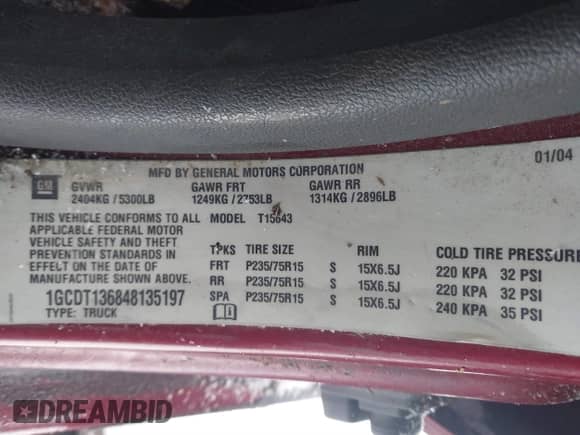 MFD BY GENERAL MOTORS CORPORATION 01/04
GM GVWR GAWR FRT GAWR RR
2404KG / 5300LB 1249KG / 2753LB 1314KG / 2896LB
THIS VEHICLE CONFORMS TO ALL MODEL T15643
APPLICABLE FEDERAL MOTOR
VEHICLE SAFETY AND THEFT
PREVENTION STANDARDS IN
EFFECT ON THE DATE OF
MANUFACTURE SHOWN ABOVE.
1GCDT136848135197
TYPE: TRUCK
TPKS TIRE SIZE RIM COLD TIRE PRESSURE
FRT P235/75R15 S 15X6.5J 220 KPA 32 PSI
RR P235/75R15 S 15X6.5J 220 KPA 32 PSI
SPA P235/75R15 S 15X6.5J 240 KPA 35 PSI
DREAMBID